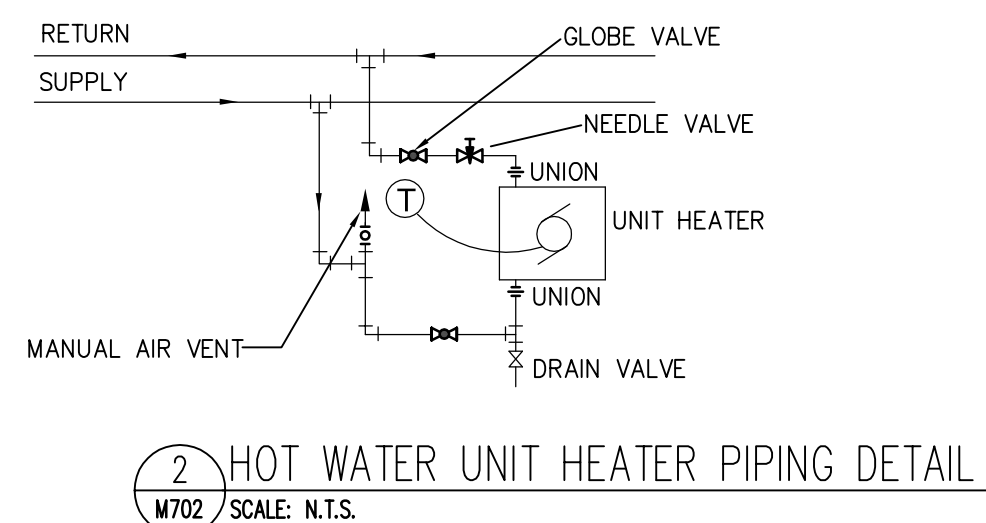 RETURN
GLOBE VALVE
SUPPLY
NEEDLE VALVE
UNION
T
UNIT HEATER
UNION
MANUAL AIR VENT
DRAIN VALVE
2 HOT WATER UNIT HEATER PIPING DETAIL
M702 SCALE: N.T.S.